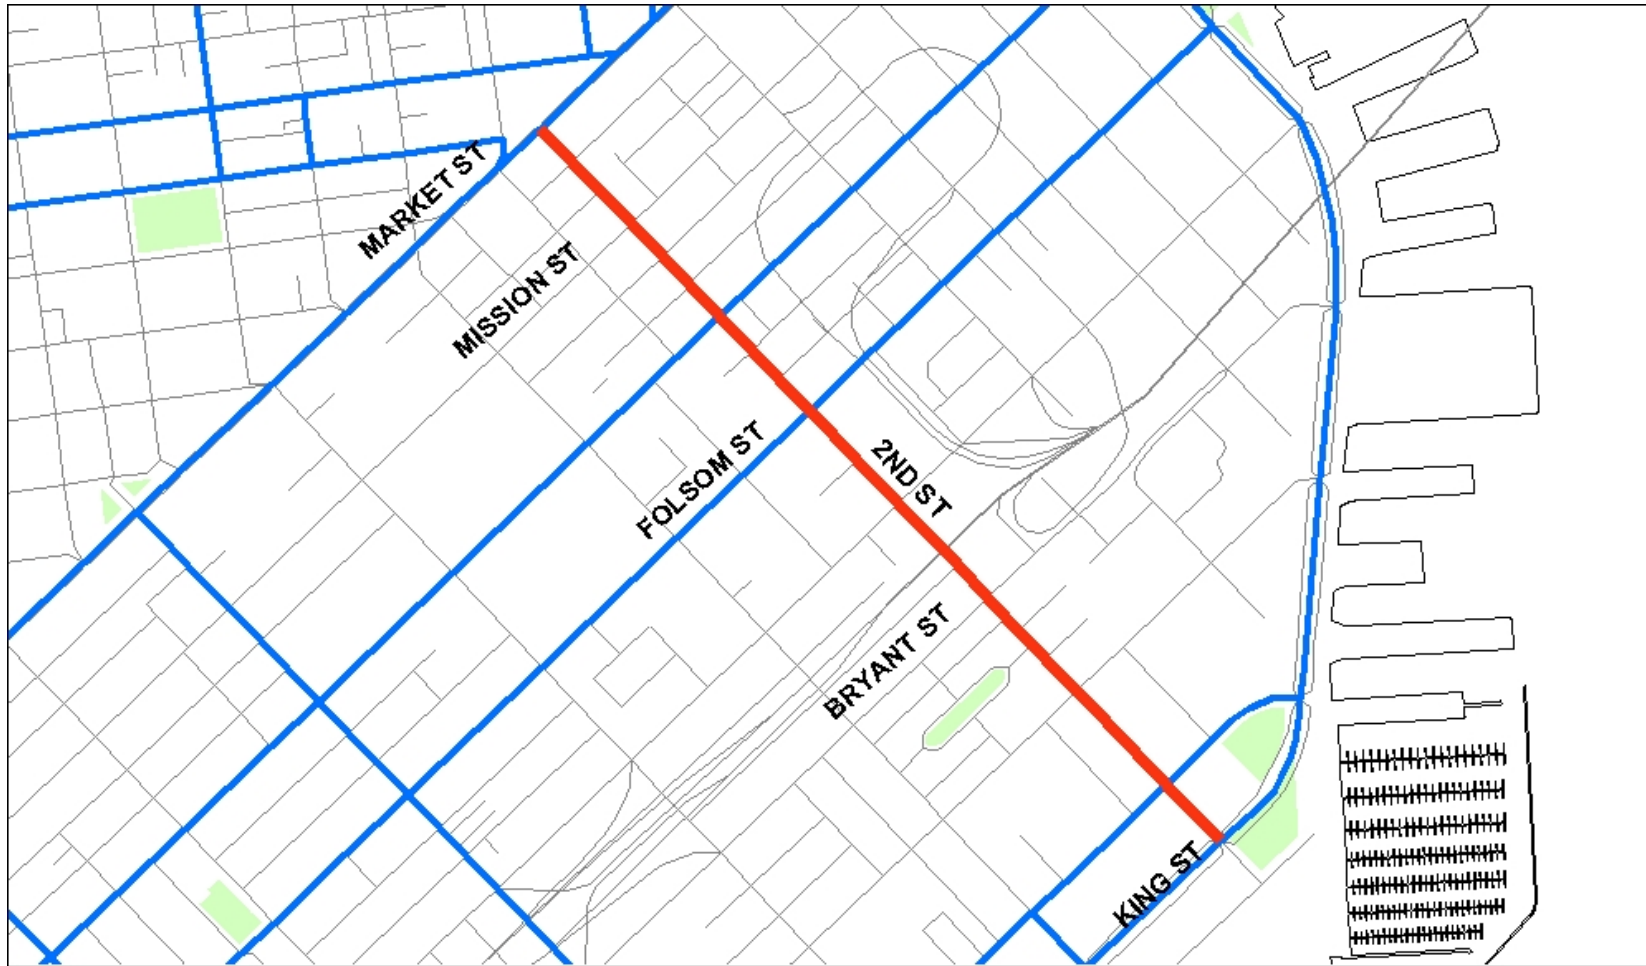 MARKET ST
MISSION ST
FOLSOM ST
2ND ST
BRYANT ST
KING ST